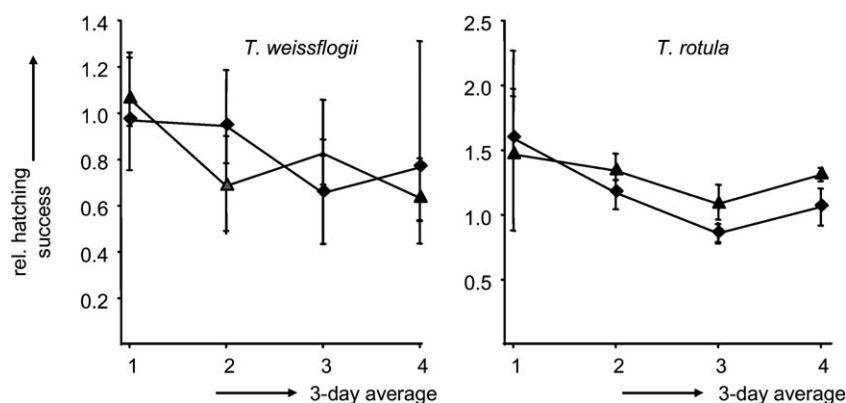 T. weissflogii
1.4
1.2
1.0
0.8
0.6
0.4
0.2
rel. hatching
success
1 2 3 4
3-day average
T. rotula
2.5
2.0
1.5
1.0
0.5
1 2 3 4
3-day average